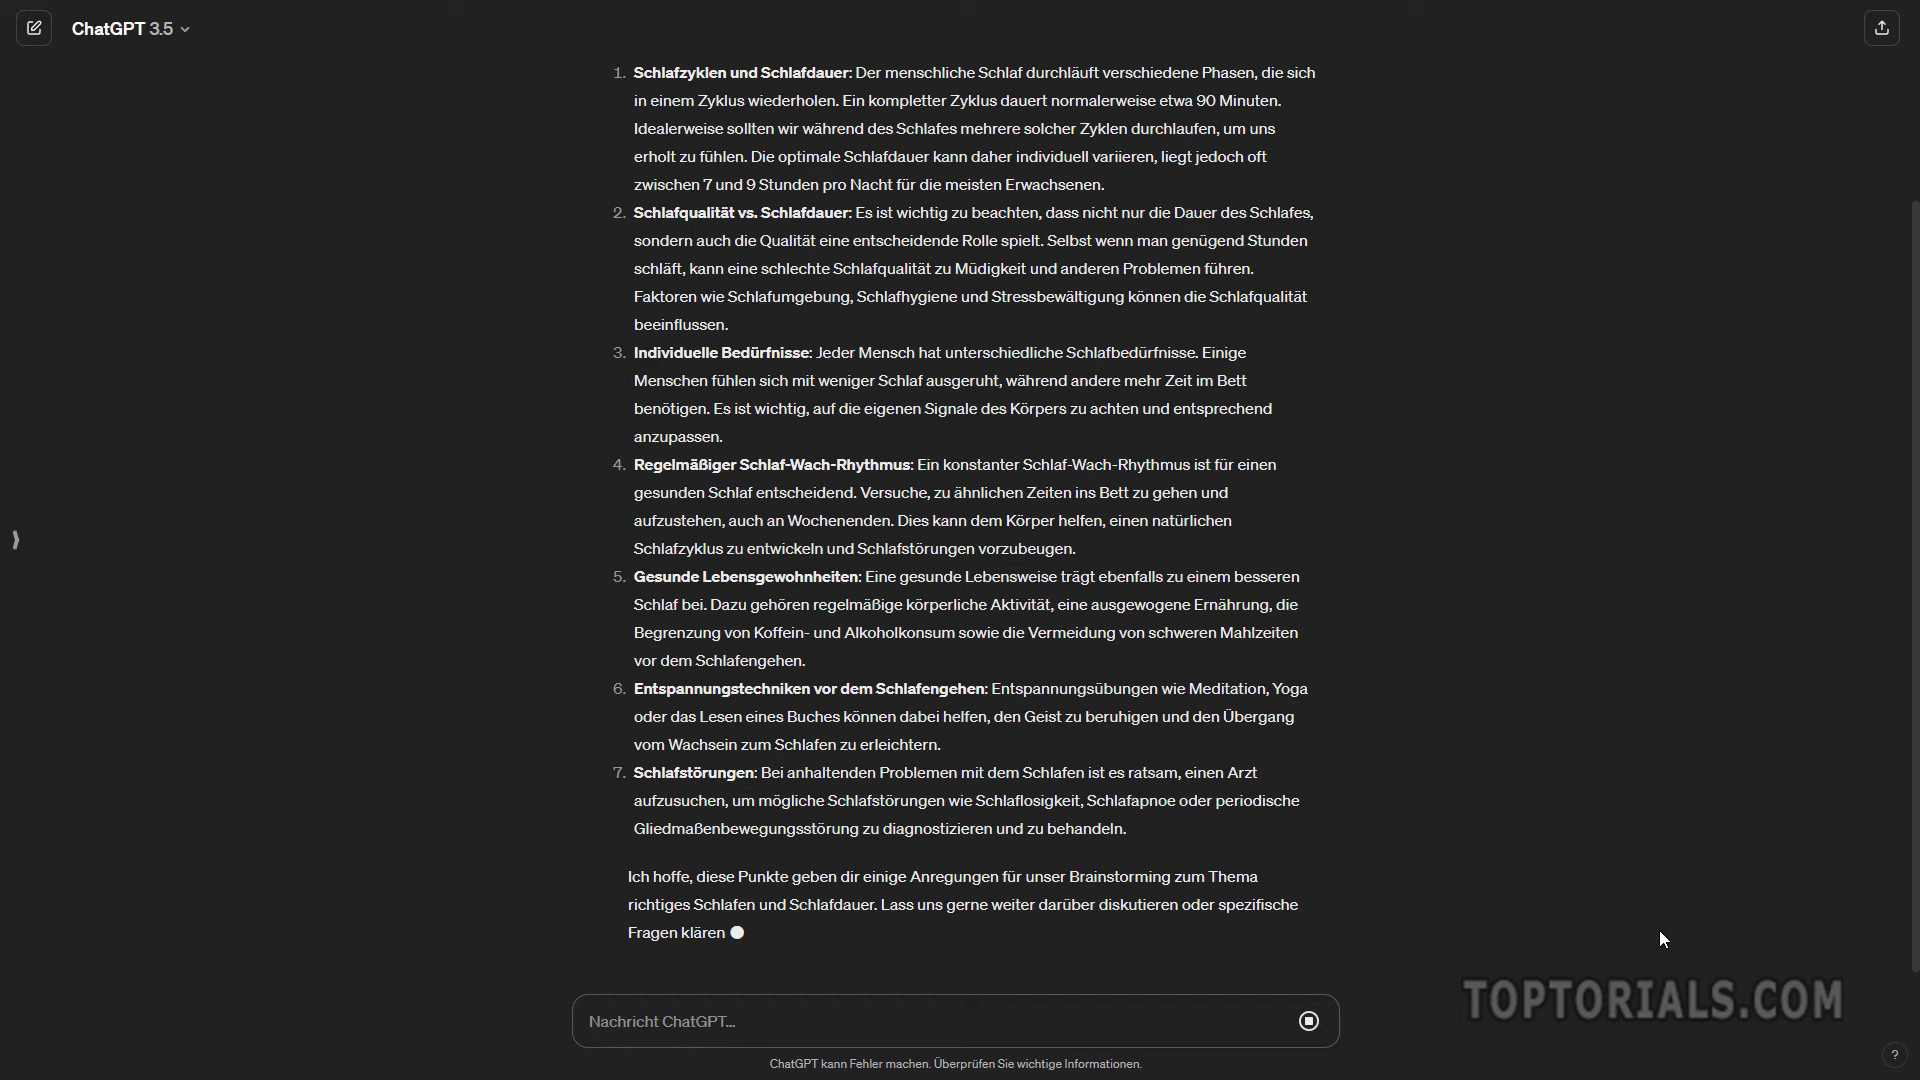 ChatGPT 3.5
1. Schlafzyklen und Schlafdauer: Der menschliche Schlaf durchläuft verschiedene Phasen, die sich
in einem Zyklus wiederholen. Ein kompletter Zyklus dauert normalerweise etwa 90 Minuten.
Idealerweise sollten wir während des Schlafes mehrere solcher Zyklen durchlaufen, um uns
erholt zu fühlen. Die optimale Schlafdauer kann daher individuell variieren, liegt jedoch oft
zwischen 7 und 9 Stunden pro Nacht für die meisten Erwachsenen.
2. Schlafqualität vs. Schlafdauer: Es ist wichtig zu beachten, dass nicht nur die Dauer des Schlafes,
sondern auch die Qualität eine entscheidende Rolle spielt. Selbst wenn man genügend Stunden
schläft, kann eine schlechte Schlafqualität zu Müdigkeit und anderen Problemen führen.
Faktoren wie Schlafumgebung, Schlafhygiene und Stressbewältigung können die Schlafqualität
beeinflussen.
3. Individuelle Bedürfnisse: Jeder Mensch hat unterschiedliche Schlafbedürfnisse. Einige
Menschen fühlen sich mit weniger Schlaf ausgeruht, während andere mehr Zeit im Bett
benötigen. Es ist wichtig, auf die eigenen Signale des Körpers zu achten und entsprechend
anzupassen.
4. Regelmäßiger Schlaf-Wach-Rhythmus: Ein konstanter Schlaf-Wach-Rhythmus ist für einen
gesunden Schlaf entscheidend. Versuche, zu ähnlichen Zeiten ins Bett zu gehen und
aufzustehen, auch an Wochenenden. Dies kann dem Körper helfen, einen natürlichen
Schlafzyklus zu entwickeln und Schlafstörungen vorzubeugen.
5. Gesunde Lebensgewohnheiten: Eine gesunde Lebensweise trägt ebenfalls zu einem besseren
Schlaf bei. Dazu gehören regelmäßige körperliche Aktivität, eine ausgewogene Ernährung, die
Begrenzung von Koffein- und Alkoholkonsum sowie die Vermeidung von schweren Mahlzeiten
vor dem Schlafengehen.
6. Entspannungstechniken vor dem Schlafengehen: Entspannungsübungen wie Meditation, Yoga
oder das Lesen eines Buches können dabei helfen, den Geist zu beruhigen und den Übergang
vom Wachsein zum Schlafen zu erleichtern.
7. Schlafstörungen: Bei anhaltenden Problemen mit dem Schlafen ist es ratsam, einen Arzt
aufzusuchen, um mögliche Schlafstörungen wie Schlaflosigkeit, Schlafapnoe oder periodische
Gliedmaßenbewegungsstörung zu diagnostizieren und zu behandeln.
Ich hoffe, diese Punkte geben dir einige Anregungen für unser Brainstorming zum Thema
richtiges Schlafen und Schlafdauer. Lass uns gerne weiter darüber diskutieren oder spezifische
Fragen klären
TOPTORIALS.COM
Nachricht ChatGPT...
ChatGPT kann Fehler machen. Überprüfen Sie wichtige Informationen.
?